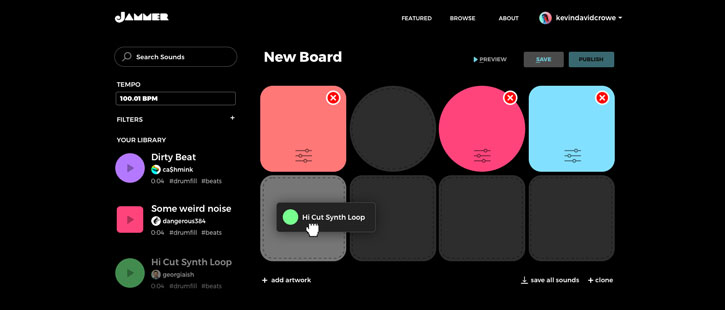 JAMMER
FEATURED
BROWSE
ABOUT
kevindavidcrowe
Search Sounds
New Board
PREVIEW
SAVE
PUBLISH
TEMPO
100.01 BPM
FILTERS
+
YOUR LIBRARY
Dirty Beat
ca$hmink
0:04 #drumfill #beats
Some weird noise
dangerous384
0:04 #drumfill #beats
Hi Cut Synth Loop
georgiaish
0:04 #drumfill #beats
Hi Cut Synth Loop
+ add artwork
save all sounds
+ clone